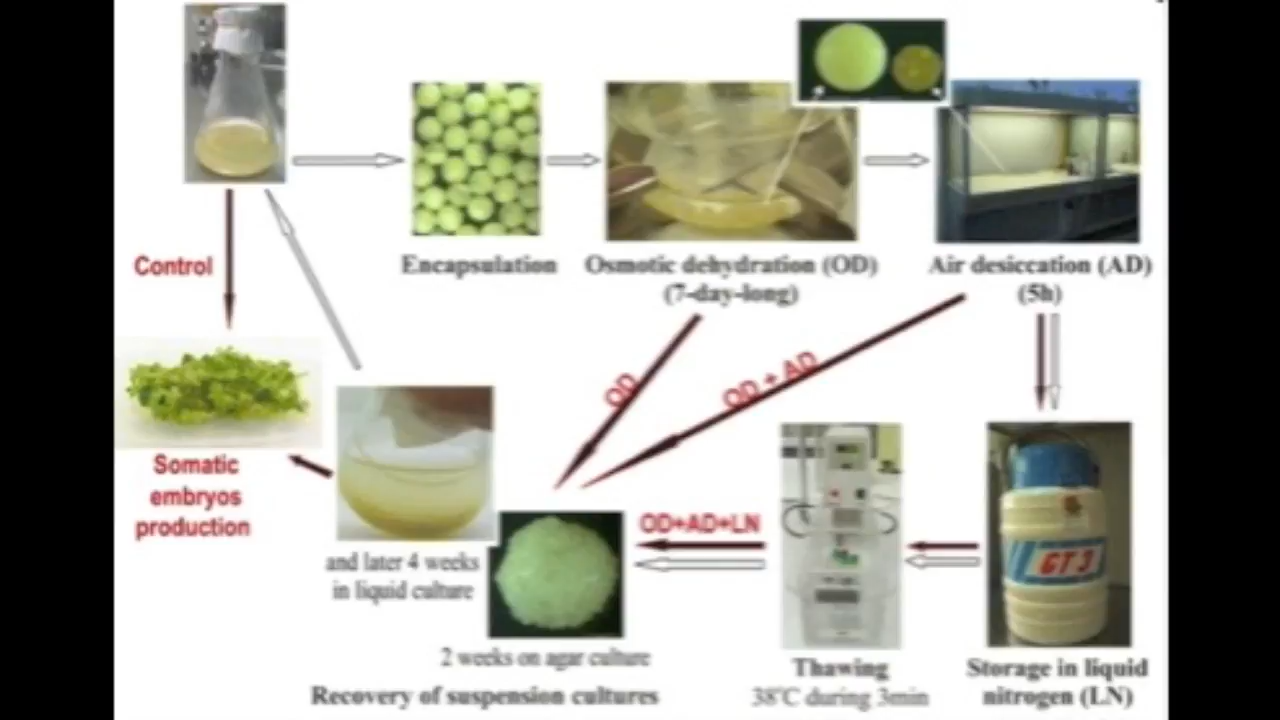 Control
Encapsulation
Osmotic dehydration (OD)
(7-day-long)
Air desiccation (AD)
(5h)
OD
OD + AD
Somatic
embryos
production
and later 4 weeks
in liquid culture
OD+AD+LN
GT 3
2 weeks on agar culture
Recovery of suspension cultures
Thawing
38°C during 3min
Storage in liquid
nitrogen (LN)